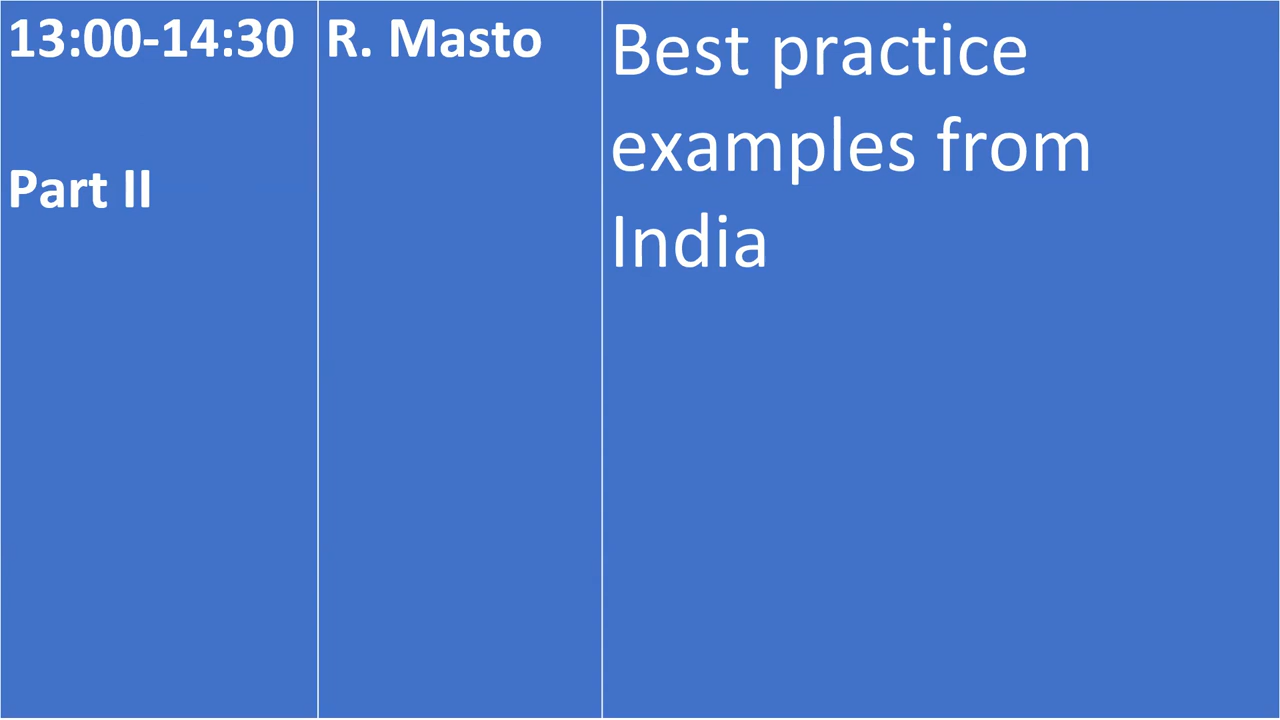 13:00-14:30
Part II
R. Masto
Best practice
examples from
India